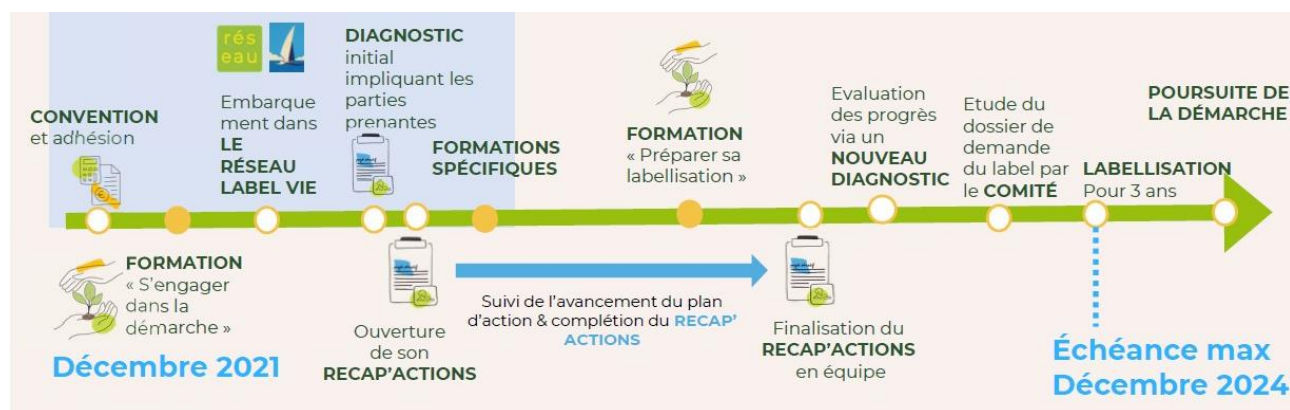 CONVENTION
et adhésion
FORMATION
« S'engager
dans la
démarche »
Décembre 2021
rés
eau
Embarque
ment dans
LE
RÉSEAU
LABEL VIE
DIAGNOSTIC
initial
impliquant les
parties
prenantes
Ouverture
de son
RECAP'ACTIONS
FORMATIONS
SPÉCIFIQUES
Suivi de l'avancement du plan
d'action & complétion du RECAP'
ACTIONS
FORMATION
« Préparer sa
labellisation »
Finalisation du
RECAP'ACTIONS
en équipe
Evaluation
des progrès
via un
NOUVEAU
DIAGNOSTIC
Etude du
dossier de
demande
du label par
le COMITÉ
LABELLISATION
Pour 3 ans
Échéance max
Décembre 2024
POURSUITE DE
LA DÉMARCHE